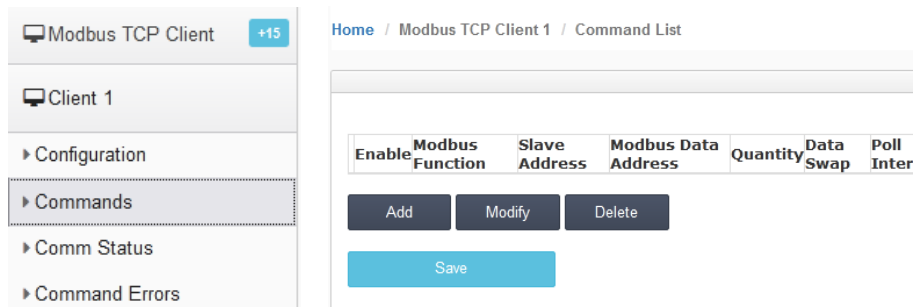 Modbus TCP Client +15
Client 1
Configuration
Commands
Comm Status
Command Errors
Home / Modbus TCP Client 1 / Command List
Enable Modbus Function Slave Address Modbus Data Address Quantity Data Swap Poll
Add Modify Delete
Save